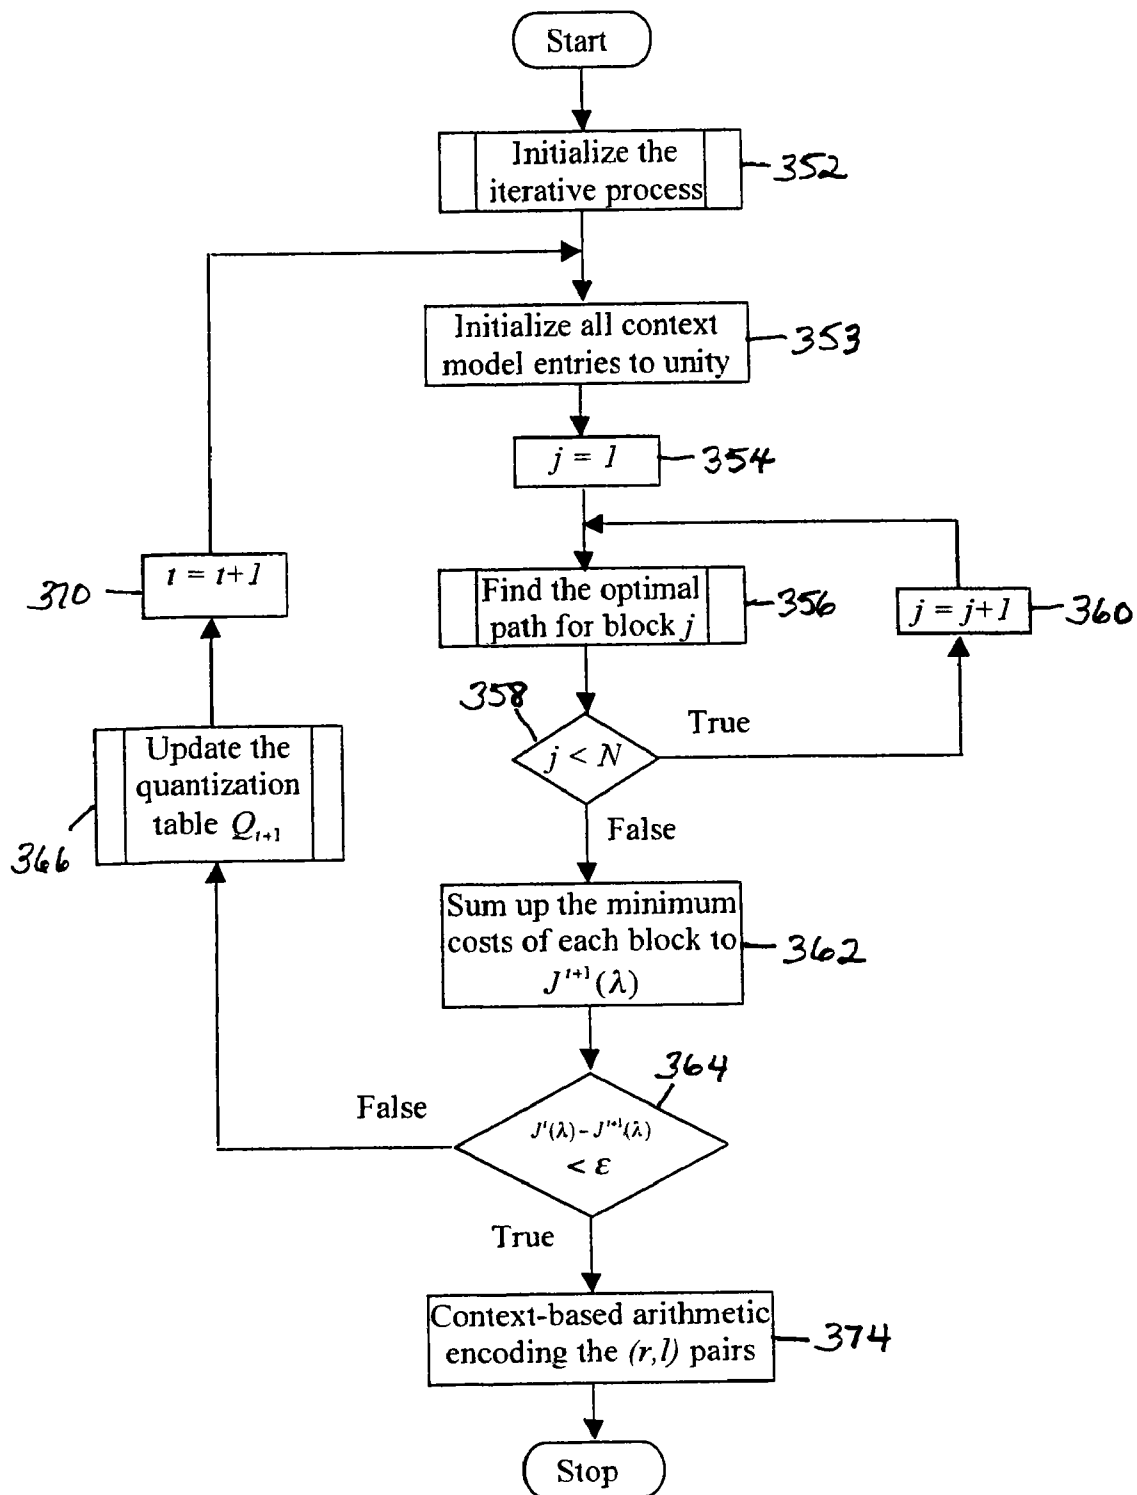 Start
Initialize the
iterative process
352
Initialize all context
model entries to unity
353
j = 1
354
370
t = t+1
Find the optimal
path for block j
356
j = j+1
360
358
j < N
True
False
Update the
quantization
table Q_{t+1}
366
Sum up the minimum
costs of each block to
J^{t+1}(λ)
362
364
False
J^t(λ) – J^{t+1}(λ)
< ε
True
Context-based arithmetic
encoding the (r,l) pairs
374
Stop